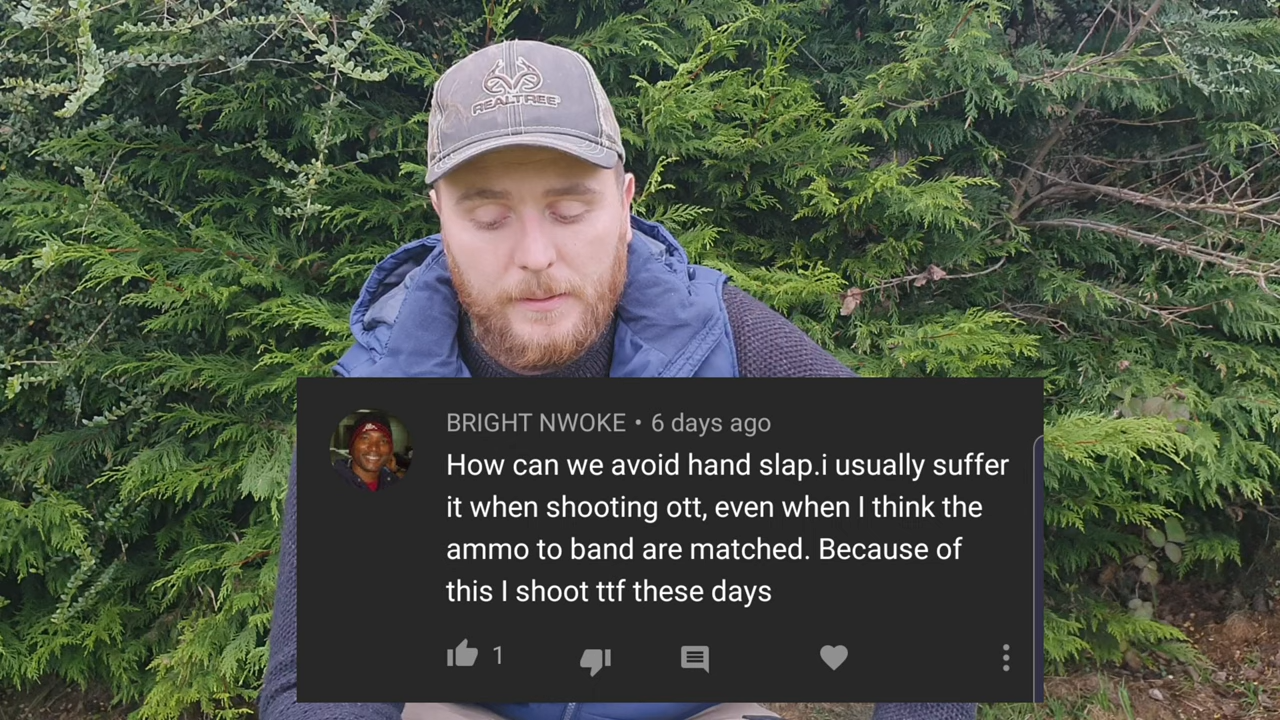 REALTREE
BRIGHT NWOKE • 6 days ago
How can we avoid hand slap.i usually suffer
it when shooting ott, even when I think the
ammo to band are matched. Because of
this I shoot ttf these days
1